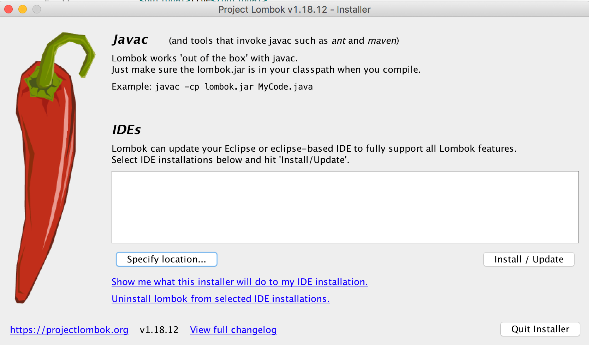 Project Lombok v1.18.12 - Installer
Javac (and tools that invoke javac such as ant and maven)
Lombok works 'out of the box' with javac.
Just make sure the lombok.jar is in your classpath when you compile.
Example: javac -cp lombok.jar MyCode.java
IDEs
Lombok can update your Eclipse or eclipse-based IDE to fully support all Lombok features.
Select IDE installations below and hit 'Install/Update'.
Specify location... Install / Update
Show me what this installer will do to my IDE installation.
Uninstall lombok from selected IDE installations.
https://projectlombok.org v1.18.12 View full changelog Quit Installer